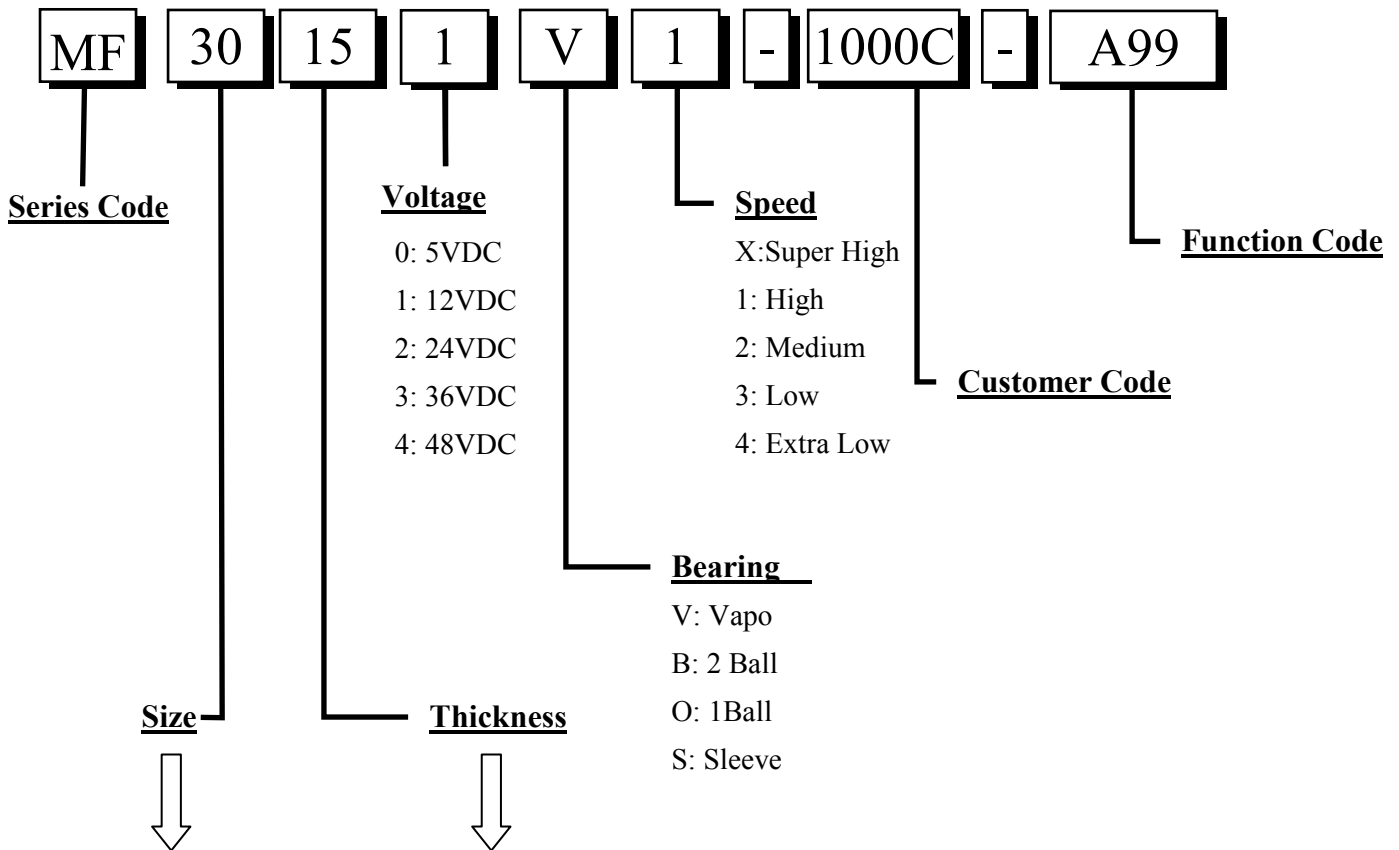 MF 30 15 1 V 1 - 1000C - A99
Series Code
Voltage
0: 5VDC
1: 12VDC
2: 24VDC
3: 36VDC
4: 48VDC
Speed
X:Super High
1: High
2: Medium
3: Low
4: Extra Low
Function Code
Customer Code
Bearing
V: Vapo
B: 2 Ball
O: 1Ball
S: Sleeve
Size
Thickness